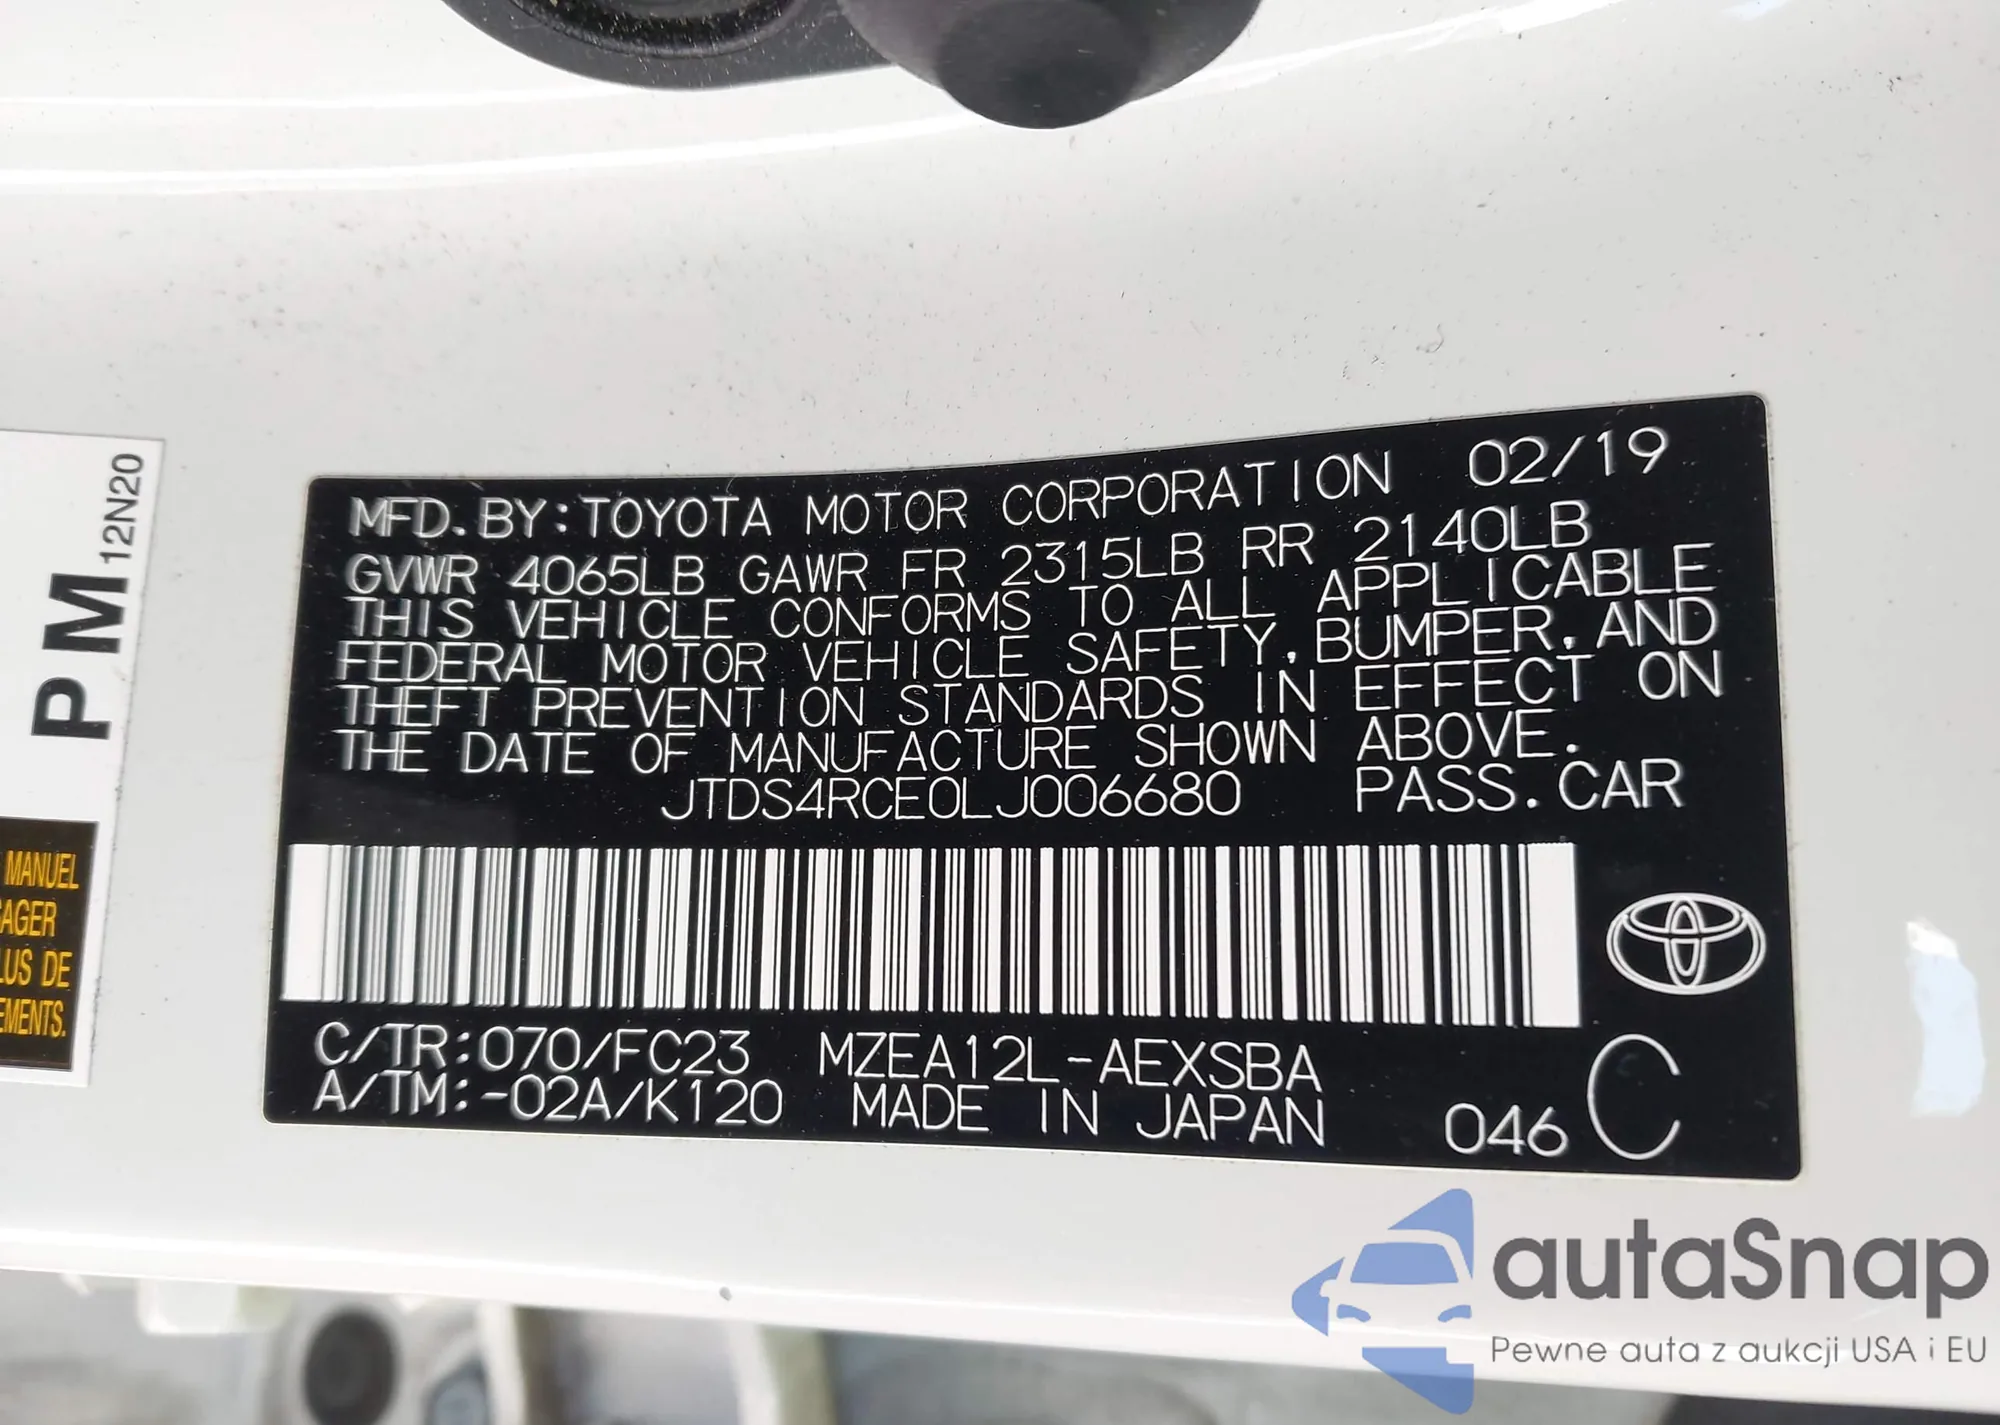 MFD. BY: TOYOTA MOTOR CORPORATION 02/19
GVWR 4065LB GAWR FR 2315LB RR 2140LB
THIS VEHICLE CONFORMS TO ALL APPLICABLE
FEDERAL MOTOR VEHICLE SAFETY, BUMPER, AND
THEFT PREVENTION STANDARDS IN EFFECT ON
THE DATE OF MANUFACTURE SHOWN ABOVE.
JTDS4RCE0LJ006680 PASS. CAR
C/TR: 070/FC23 MZEA12L-AEXSBA
A/TM: -02A/K120 MADE IN JAPAN 046 C
PM 12N20
MANUEL
AGER
LUS DE
EMENTS.
autaSnap
Pewne auta z aukcji USA i EU